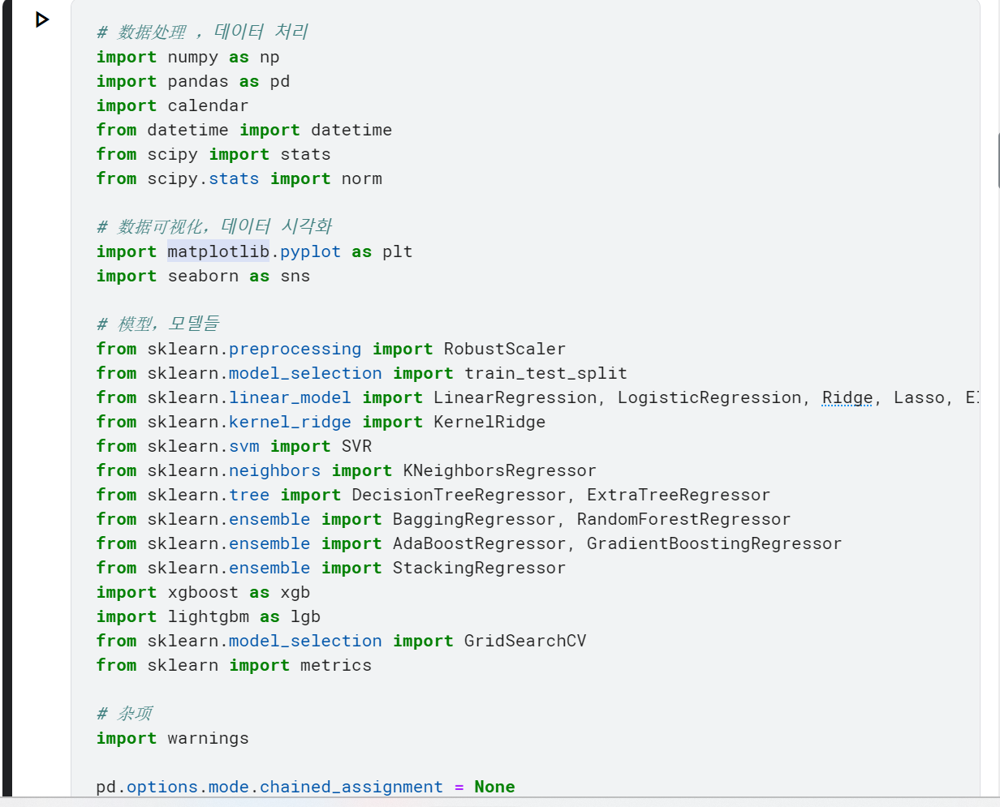 # 数据处理 ，데이터 처리
import numpy as np
import pandas as pd
import calendar
from datetime import datetime
from scipy import stats
from scipy.stats import norm
# 数据可视化，데이터 시각화
import matplotlib.pyplot as plt
import seaborn as sns
# 模型，모델들
from sklearn.preprocessing import RobustScaler
from sklearn.model_selection import train_test_split
from sklearn.linear_model import LinearRegression, LogisticRegression, Ridge, Lasso,
from sklearn.kernel_ridge import KernelRidge
from sklearn.svm import SVR
from sklearn.neighbors import KNeighborsRegressor
from sklearn.tree import DecisionTreeRegressor, ExtraTreeRegressor
from sklearn.ensemble import BaggingRegressor, RandomForestRegressor
from sklearn.ensemble import AdaBoostRegressor, GradientBoostingRegressor
from sklearn.ensemble import StackingRegressor
import xgboost as xgb
import lightgbm as lgb
from sklearn.model_selection import GridSearchCV
from sklearn import metrics
# 杂项
import warnings
pd.options.mode.chained_assignment = None